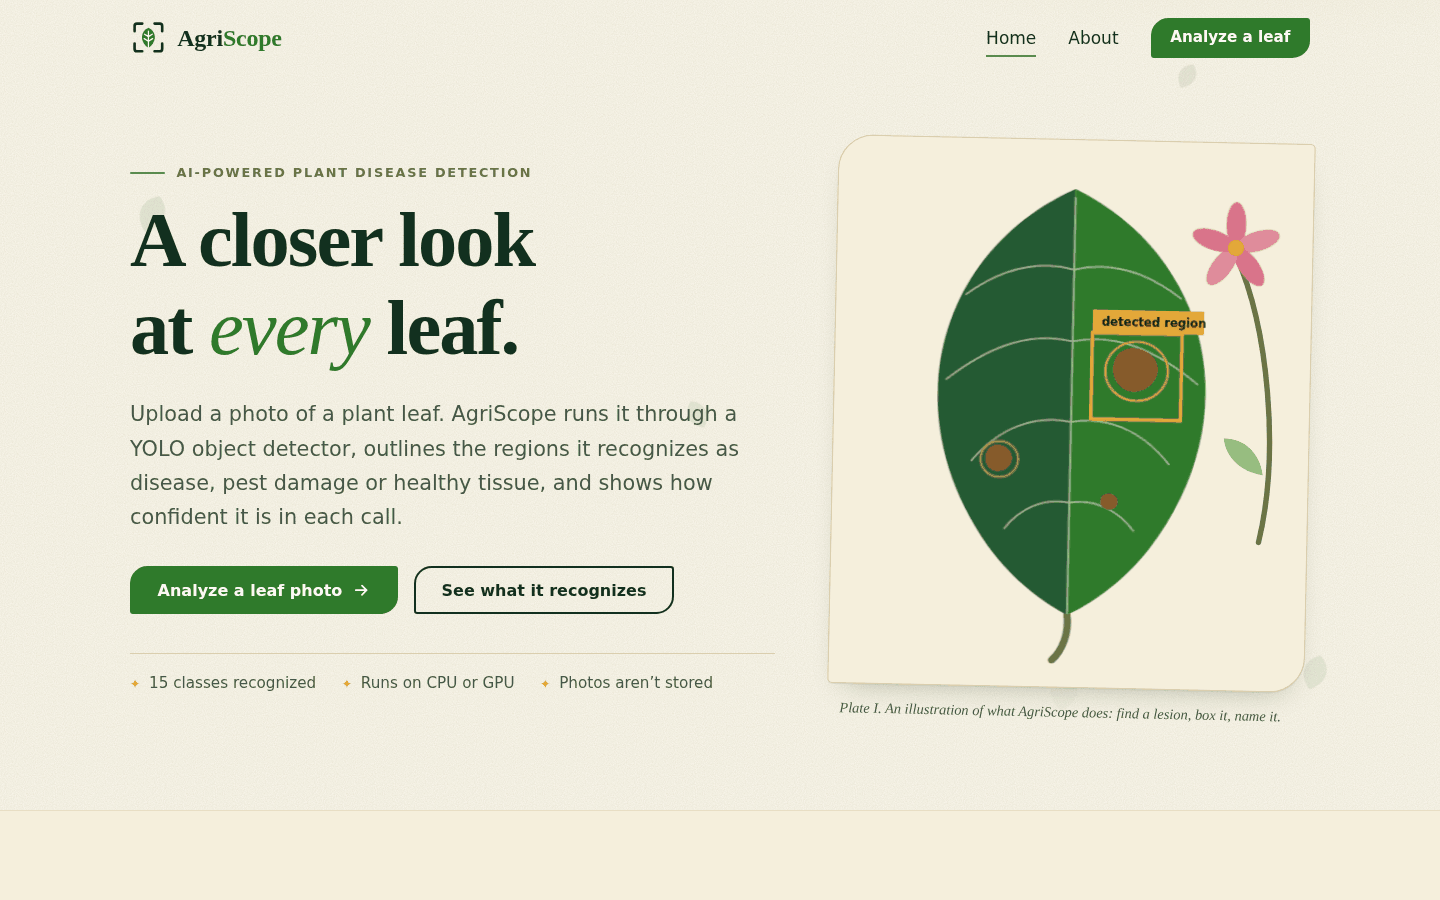 AgriScope
Home
About
Analyze a leaf
AI-POWERED PLANT DISEASE DETECTION
A closer look
at every leaf.
Upload a photo of a plant leaf. AgriScope runs it through a
YOLO object detector, outlines the regions it recognizes as
disease, pest damage or healthy tissue, and shows how
confident it is in each call.
Analyze a leaf photo →
See what it recognizes
✦ 15 classes recognized
✦ Runs on CPU or GPU
✦ Photos aren’t stored
detected region
Plate I. An illustration of what AgriScope does: find a lesion, box it, name it.